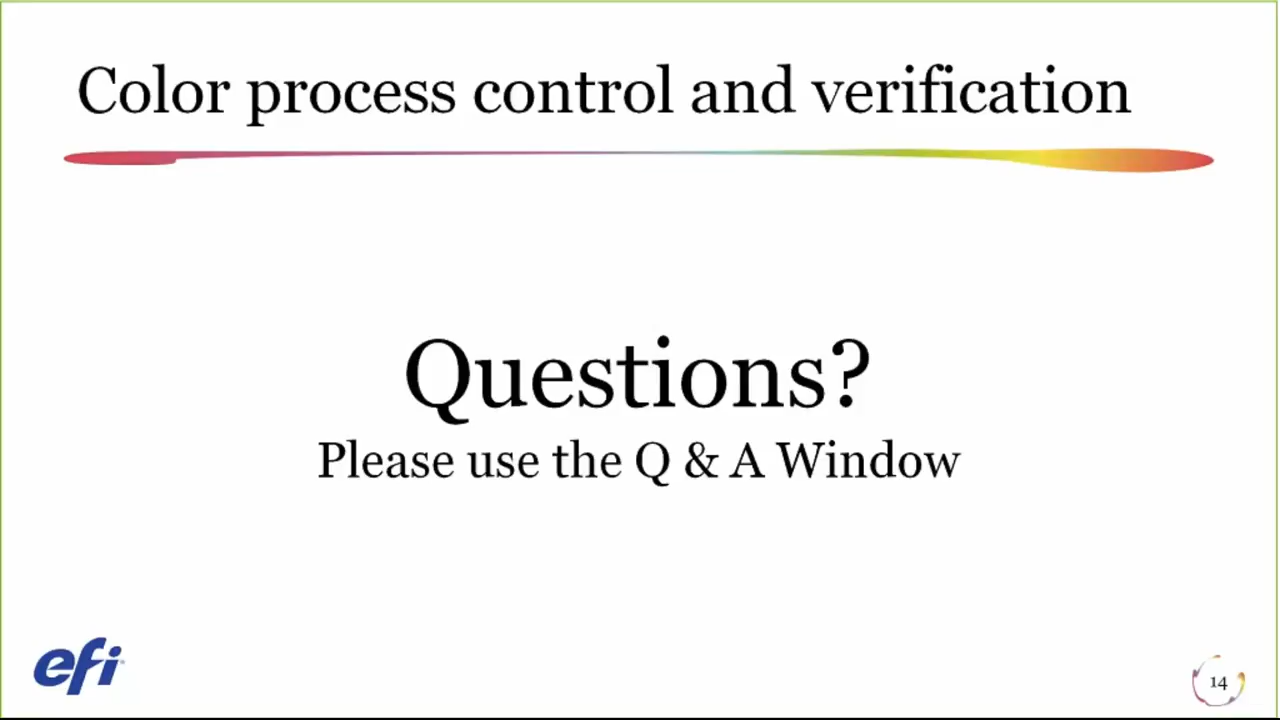 Color process control and verification
Questions?
Please use the Q & A Window
efi
14